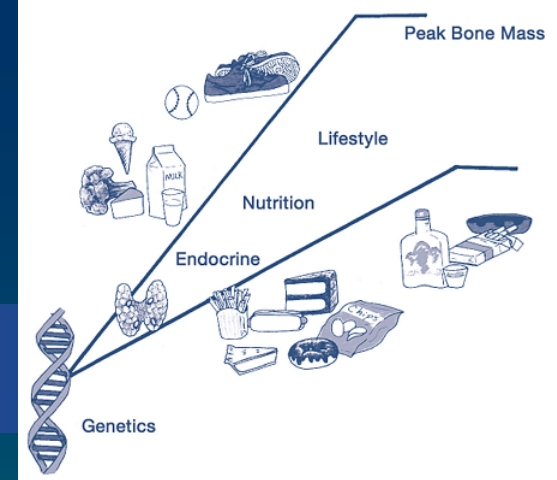 Peak Bone Mass
Lifestyle
MILK
Nutrition
Endocrine
Chips
Genetics